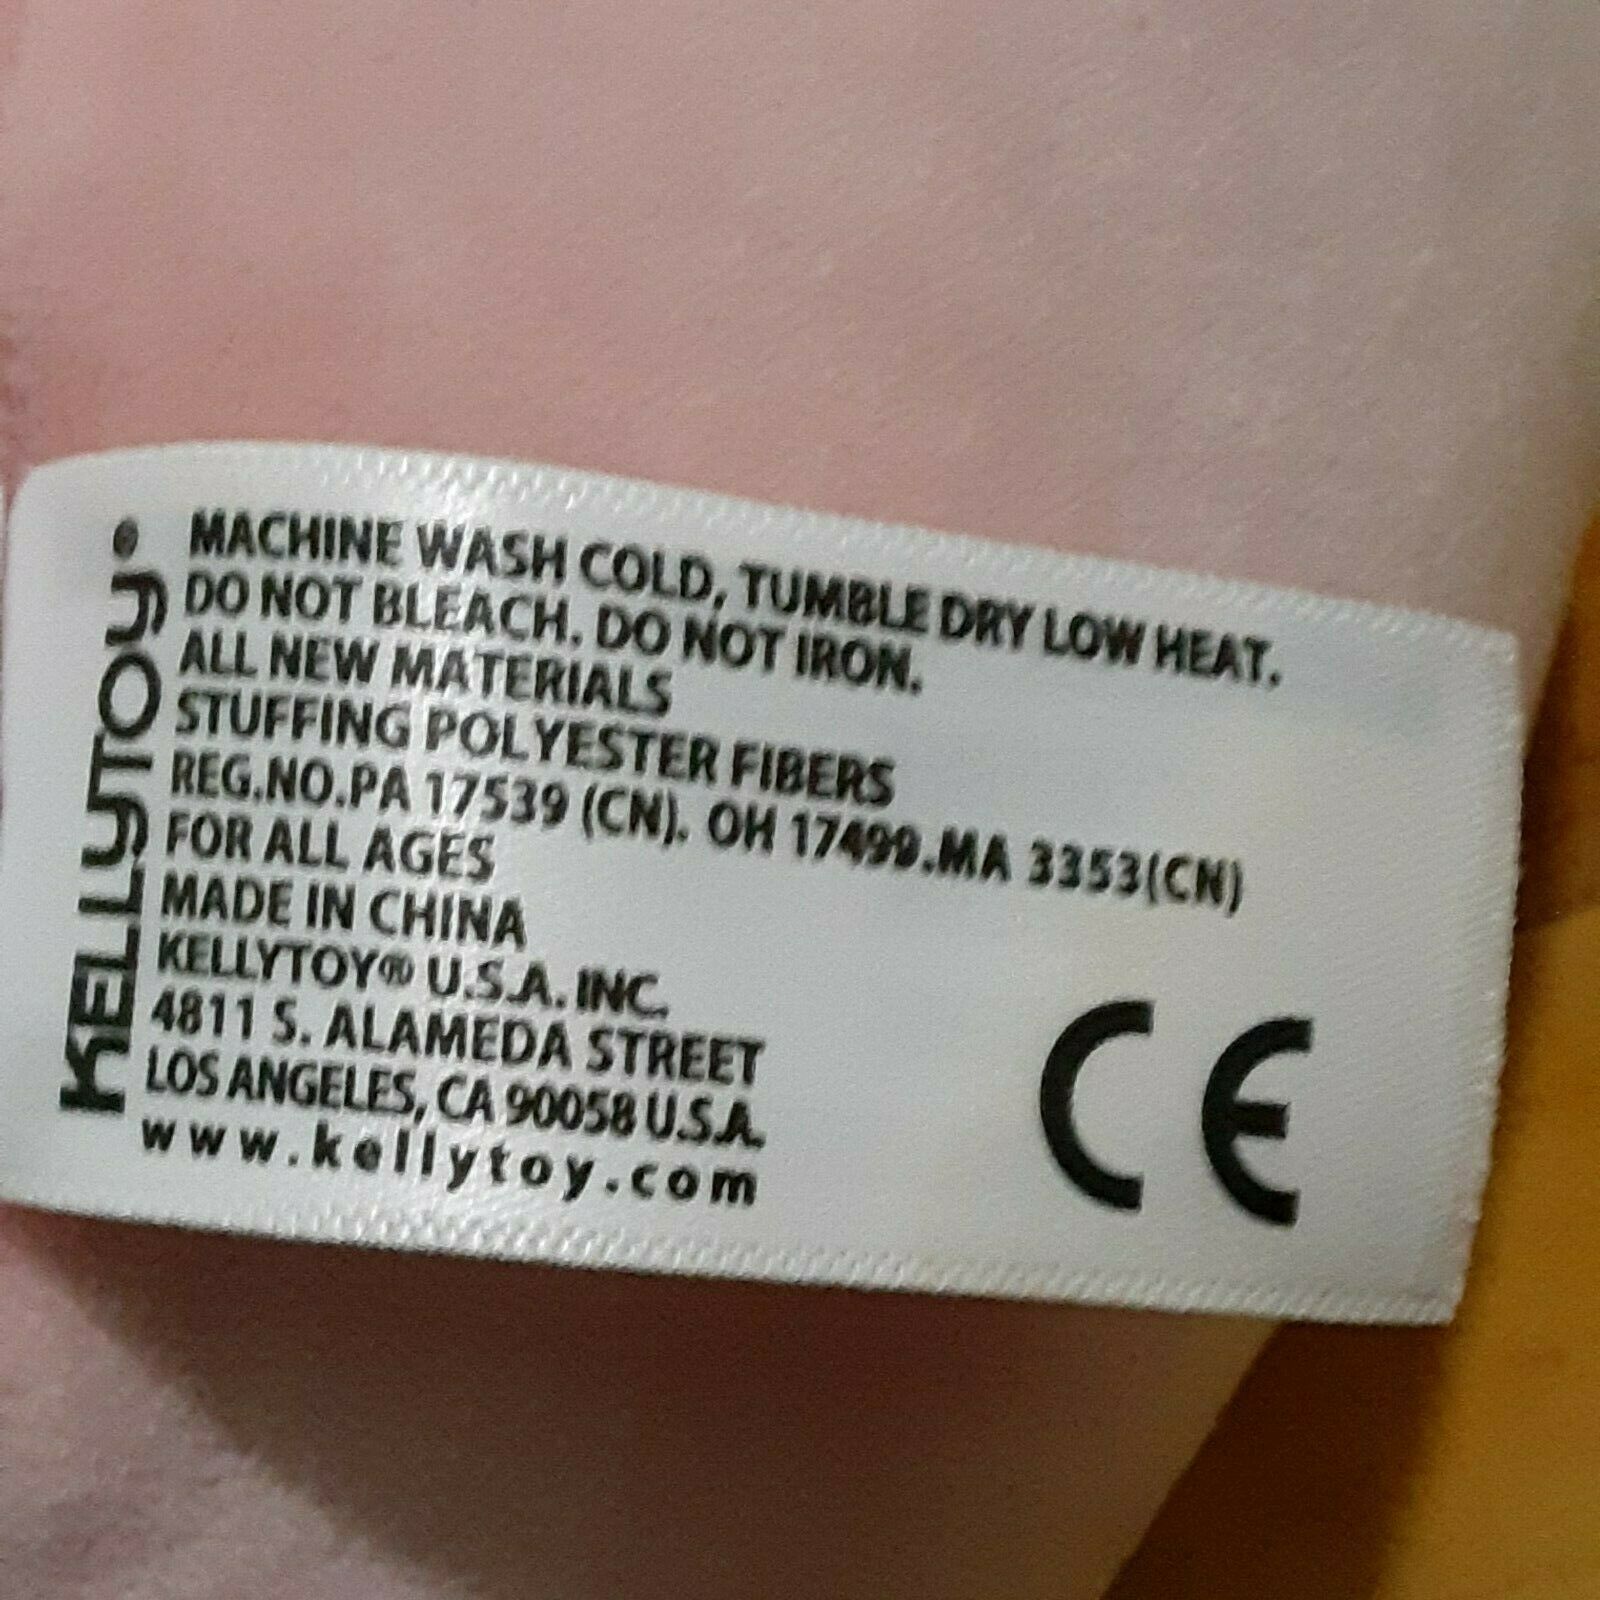 KELLYTOY®
MACHINE WASH COLD, TUMBLE DRY LOW HEAT.
DO NOT BLEACH. DO NOT IRON.
ALL NEW MATERIALS
STUFFING POLYESTER FIBERS
REG.NO.PA 17539 (CN). OH 17499.MA 3353(CN)
FOR ALL AGES
MADE IN CHINA
KELLYTOY® U.S.A. INC.
4811 S. ALAMEDA STREET
LOS ANGELES, CA 90058 U.S.A.
www.kellytoy.com
CE